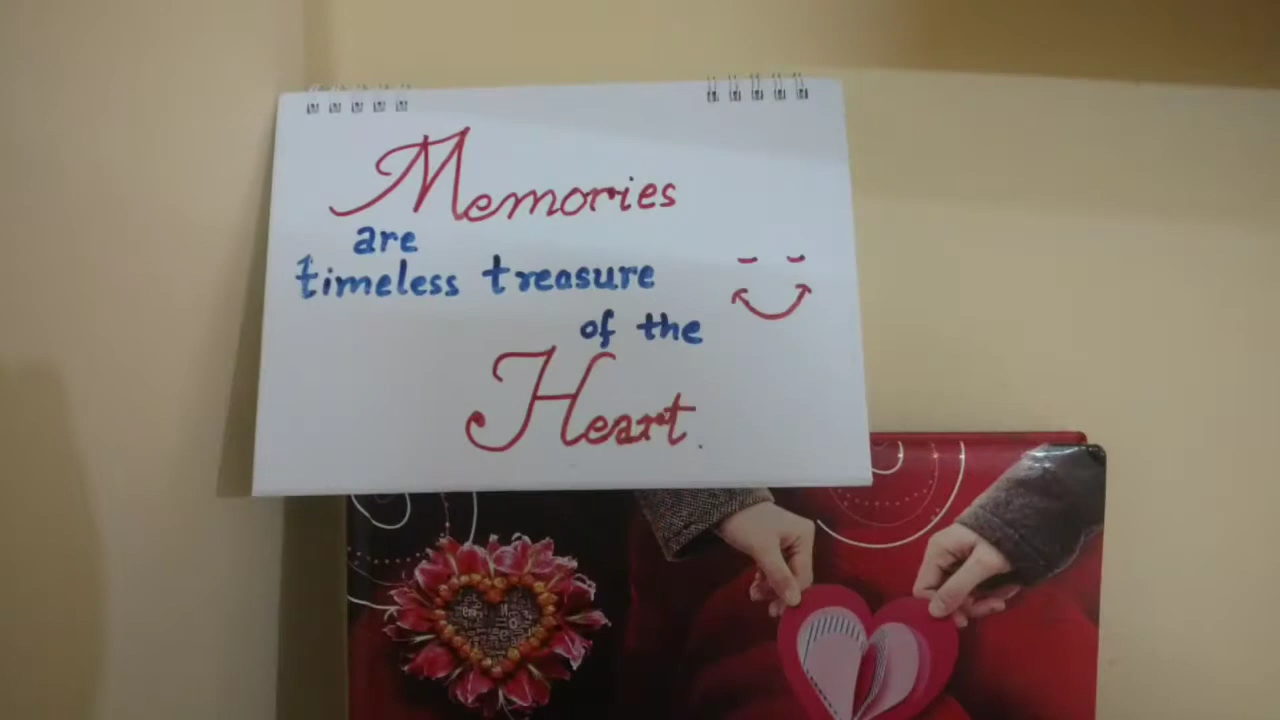 Memories
are
timeless treasure
of the
Heart.